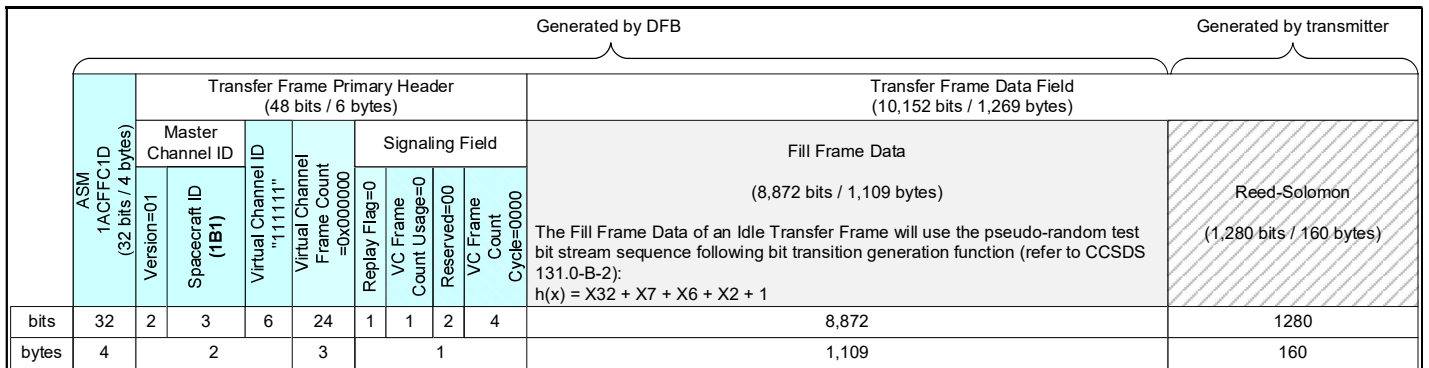 Generated by DFB
Generated by transmitter
Transfer Frame Primary Header
(48 bits / 6 bytes)
Transfer Frame Data Field
(10,152 bits / 1,269 bytes)
ASM
1ACFFC1D
(32 bits / 4 bytes)
Master
Channel ID
Version=01
Spacecraft ID
(1B1)
Virtual Channel ID
"111111"
Virtual Channel
Frame Count
=0x000000
Signaling Field
Replay Flag=0
VC Frame
Count Usage=0
Reserved=00
VC Frame
Count
Cycle=0000
Fill Frame Data
(8,872 bits / 1,109 bytes)
The Fill Frame Data of an Idle Transfer Frame will use the pseudo-random test
bit stream sequence following bit transition generation function (refer to CCSDS
131.0-B-2):
h(x) = X32 + X7 + X6 + X2 + 1
Reed-Solomon
(1,280 bits / 160 bytes)
bits 32 2 3 6 24 1 1 2 4 8,872 1280
bytes 4 2 3 1 1,109 160